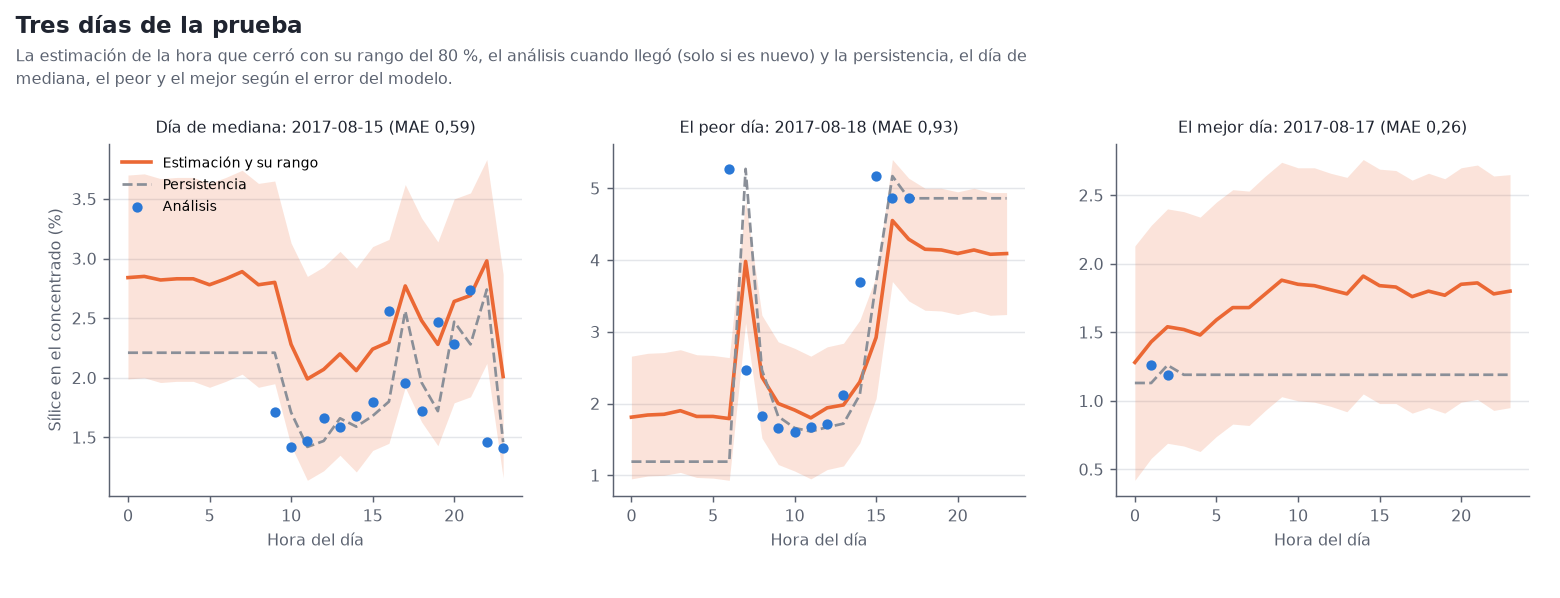 Tres días de la prueba
La estimación de la hora que cerró con su rango del 80 %, el análisis cuando llegó (solo si es nuevo) y la persistencia, el día de
mediana, el peor y el mejor según el error del modelo.
Día de mediana: 2017-08-15 (MAE 0,59)
Estimación y su rango
Persistencia
Análisis
Sílice en el concentrado (%)
3.5
3.0
2.5
2.0
1.5
0 5 10 15 20
Hora del día
El peor día: 2017-08-18 (MAE 0,93)
5
4
3
2
1
0 5 10 15 20
Hora del día
El mejor día: 2017-08-17 (MAE 0,26)
2.5
2.0
1.5
1.0
0.5
0 5 10 15 20
Hora del día